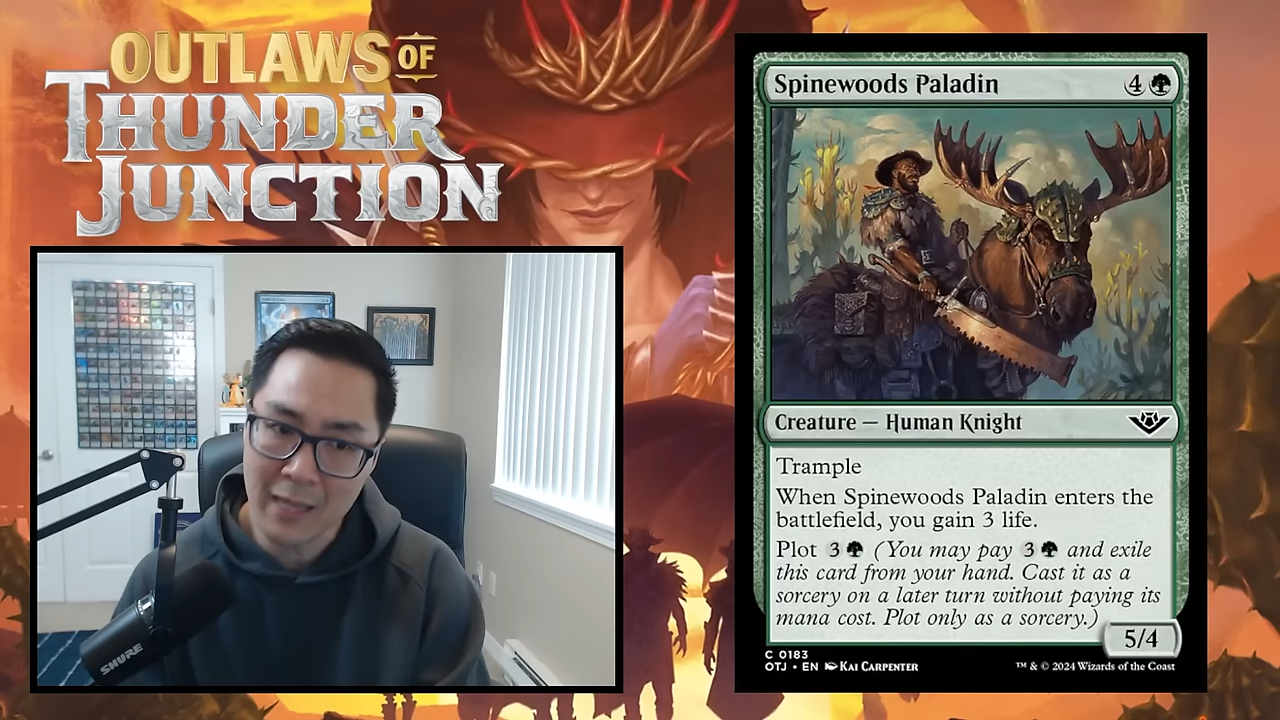 OUTLAWS OF
THUNDER
JUNCTION
Spinewoods Paladin 4
Creature — Human Knight
Trample
When Spinewoods Paladin enters the
battlefield, you gain 3 life.
Plot 3 (You may pay 3 and exile
this card from your hand. Cast it as a
sorcery on a later turn without paying its
mana cost. Plot only as a sorcery.)
5/4
C 0183
OTJ • EN Kai Carpenter
™ & © 2024 Wizards of the Coast
SHURE